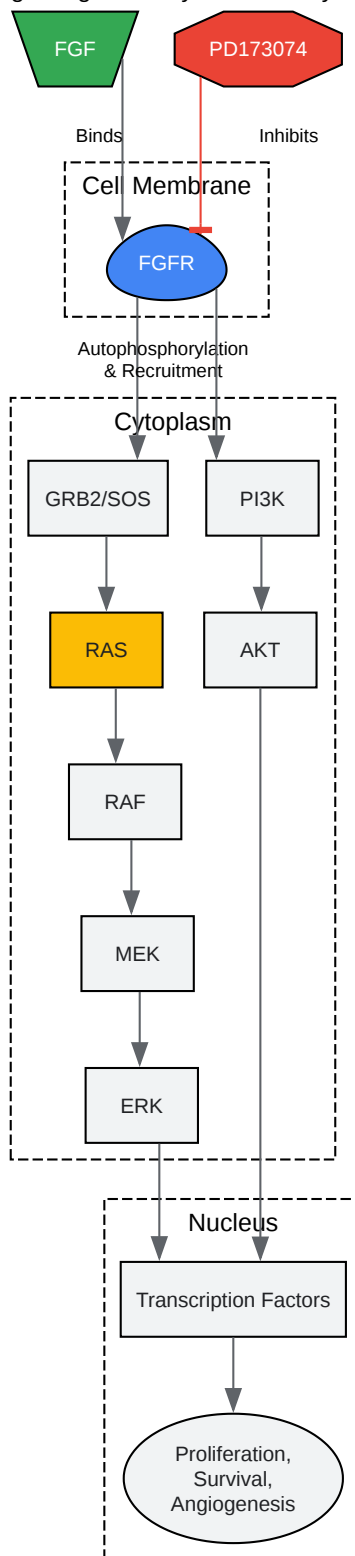 FGF
PD173074
Binds
Inhibits
Cell Membrane
FGFR
Autophosphorylation
& Recruitment
Cytoplasm
GRB2/SOS
PI3K
RAS
AKT
RAF
MEK
ERK
Nucleus
Transcription Factors
Proliferation,
Survival,
Angiogenesis